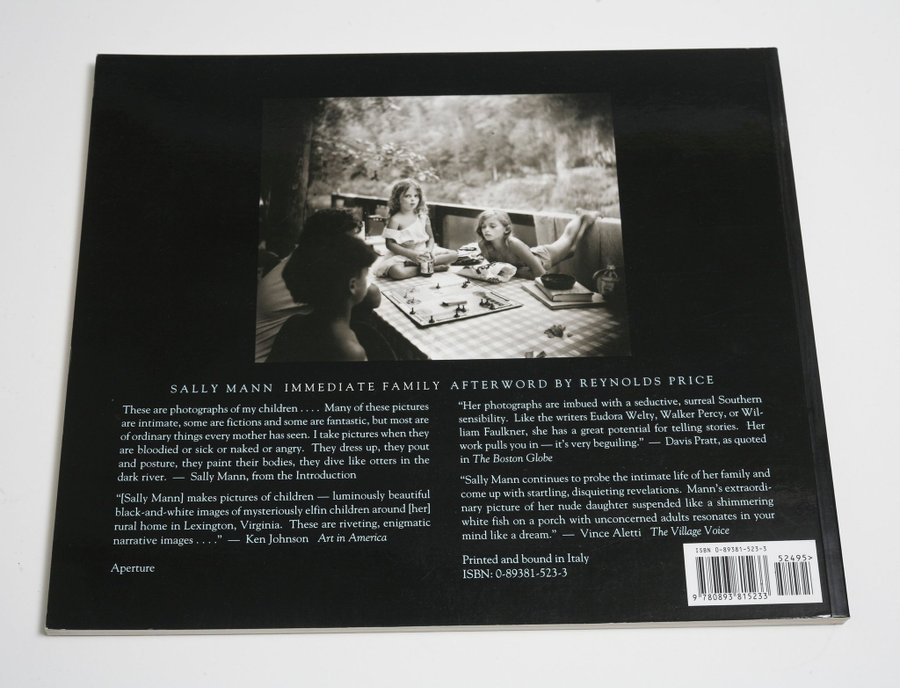 SALLY MANN IMMEDIATE FAMILY AFTERWORD BY REYNOLDS PRICE
These are photographs of my children . . . . Many of these pictures
are intimate, some are fictions and some are fantastic, but most are
of ordinary things every mother has seen. I take pictures when they
are bloodied or sick or naked or angry. They dress up, they pout
and posture, they paint their bodies, they dive like otters in the
dark river. — Sally Mann, from the Introduction
“[Sally Mann] makes pictures of children — luminously beautiful
black-and-white images of mysteriously elfin children around [her]
rural home in Lexington, Virginia. These are riveting, enigmatic
narrative images . . . .” — Ken Johnson Art in America
Aperture
“Her photographs are imbued with a seductive, surreal Southern
sensibility. Like the writers Eudora Welty, Walker Percy, or Wil-
liam Faulkner, she has a great potential for telling stories. Her
work pulls you in — it’s very beguiling.” — Davis Pratt, as quoted
in The Boston Globe
“Sally Mann continues to probe the intimate life of her family and
come up with startling, disquieting revelations. Mann’s extraordi-
nary picture of her nude daughter suspended like a shimmering
white fish on a porch with unconcerned adults resonates in your
mind like a dream.” — Vince Aletti The Village Voice
Printed and bound in Italy
ISBN: 0-89381-523-3
ISBN 0-89381-523-3
52495>
9 780893 815233